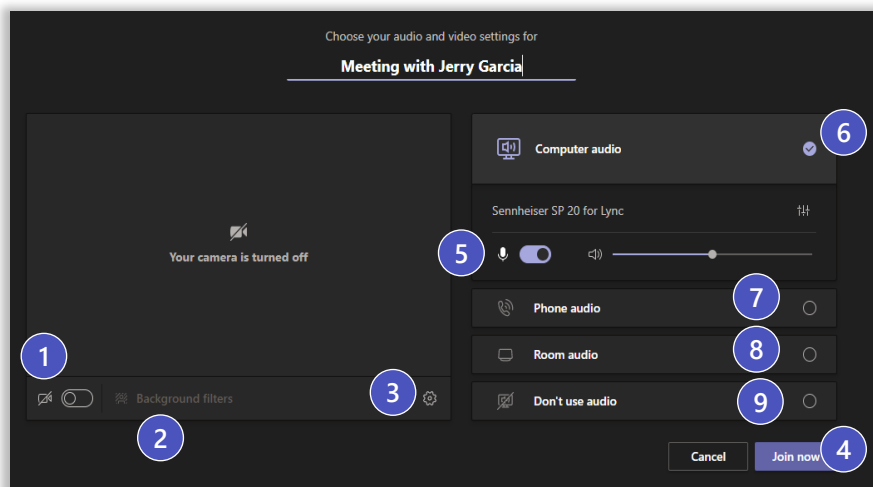 Choose your audio and video settings for
Meeting with Jerry Garcia
6
Computer audio
Sennheiser SP 20 for Lync
Your camera is turned off
5
7
Phone audio
8
Room audio
1
3
9
Background filters
Don't use audio
2
4
Cancel
Join now